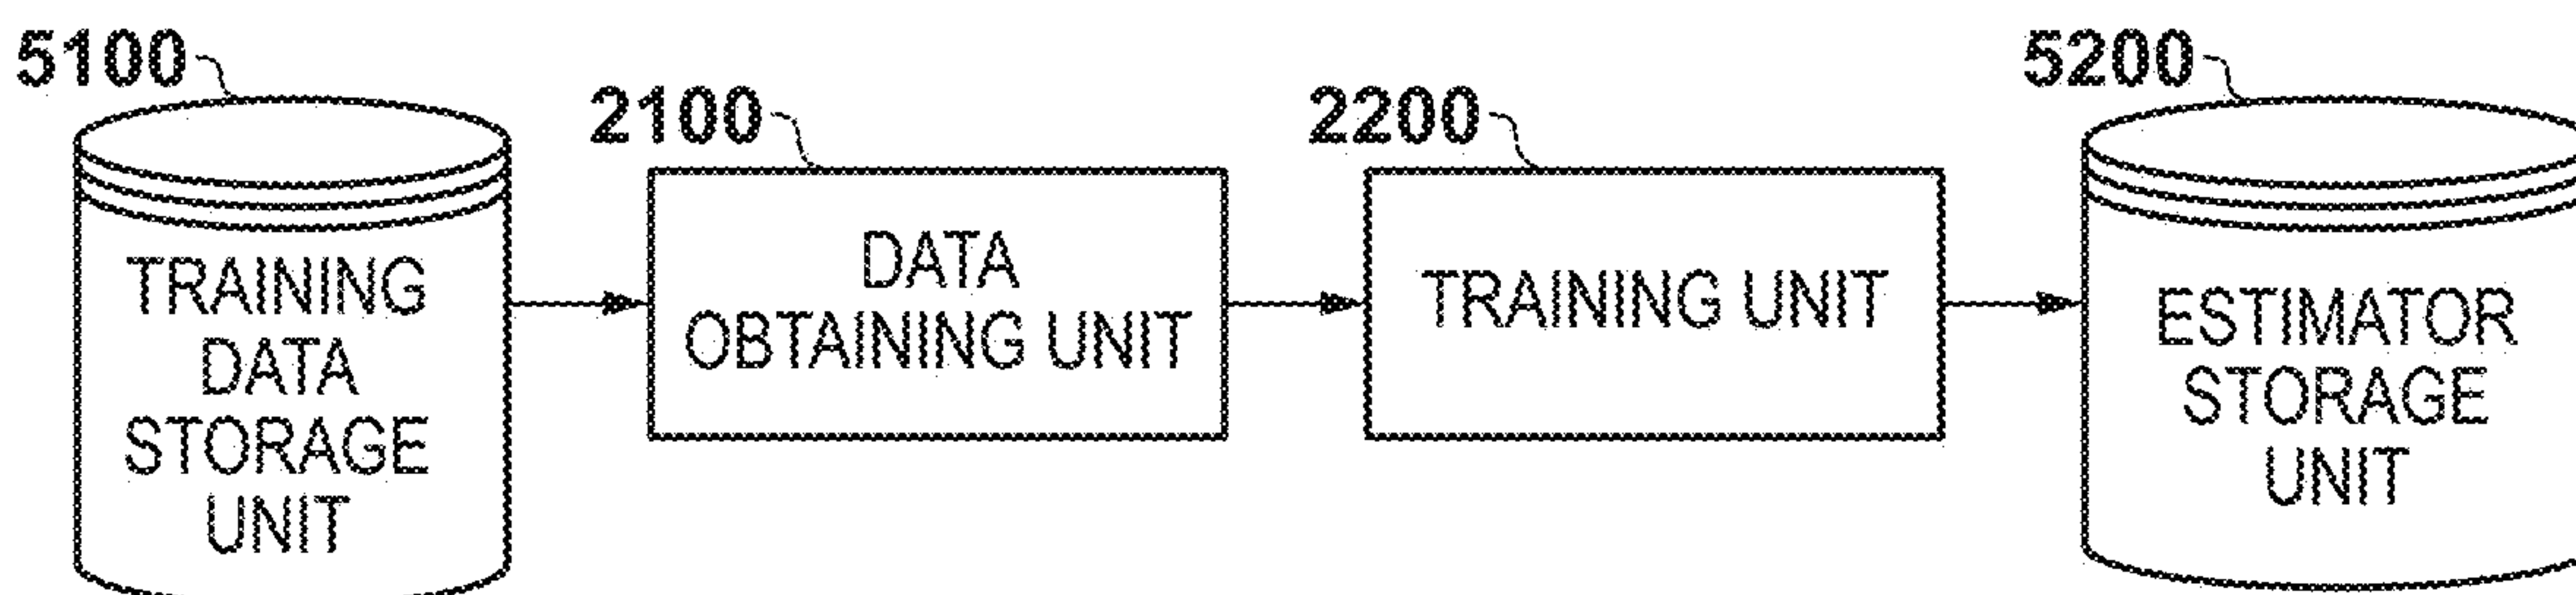 5100
TRAINING
DATA
STORAGE
UNIT
2100
DATA
OBTAINING UNIT
2200
TRAINING UNIT
5200
ESTIMATOR
STORAGE
UNIT